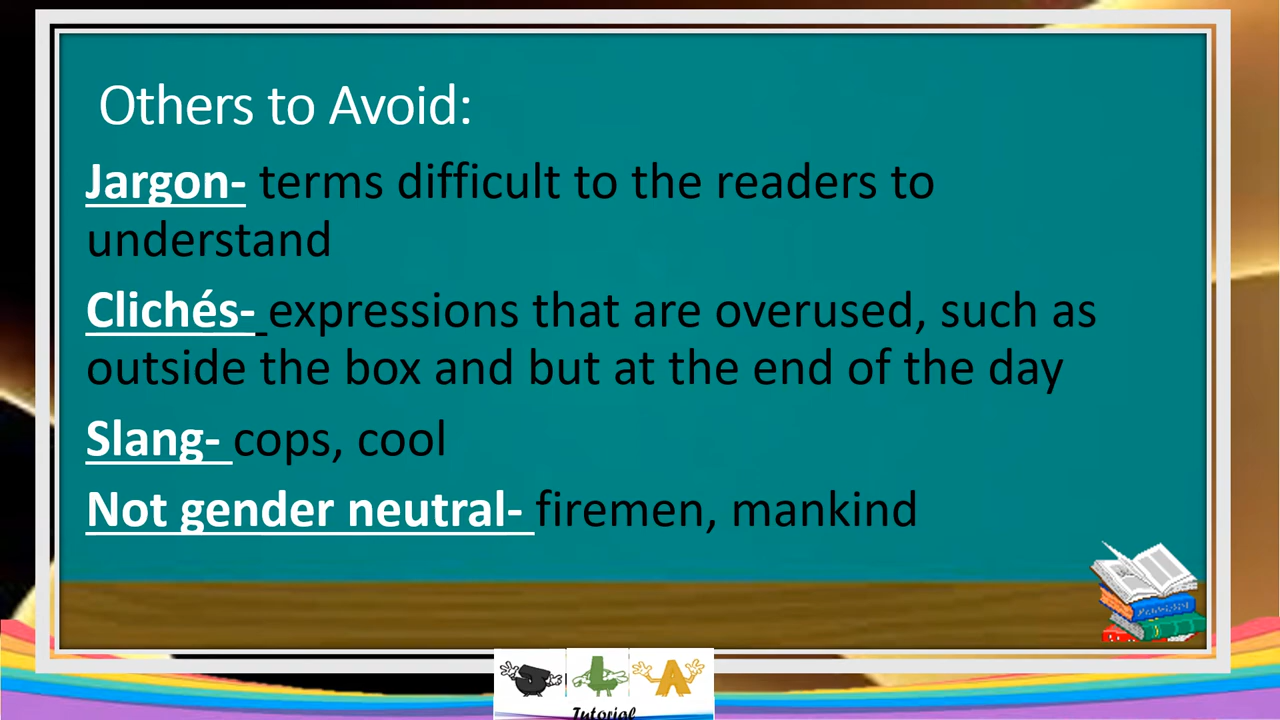 Others to Avoid:
Jargon- terms difficult to the readers to
understand
Clichés- expressions that are overused, such as
outside the box and but at the end of the day
Slang- cops, cool
Not gender neutral- firemen, mankind
J L A
Tutorial